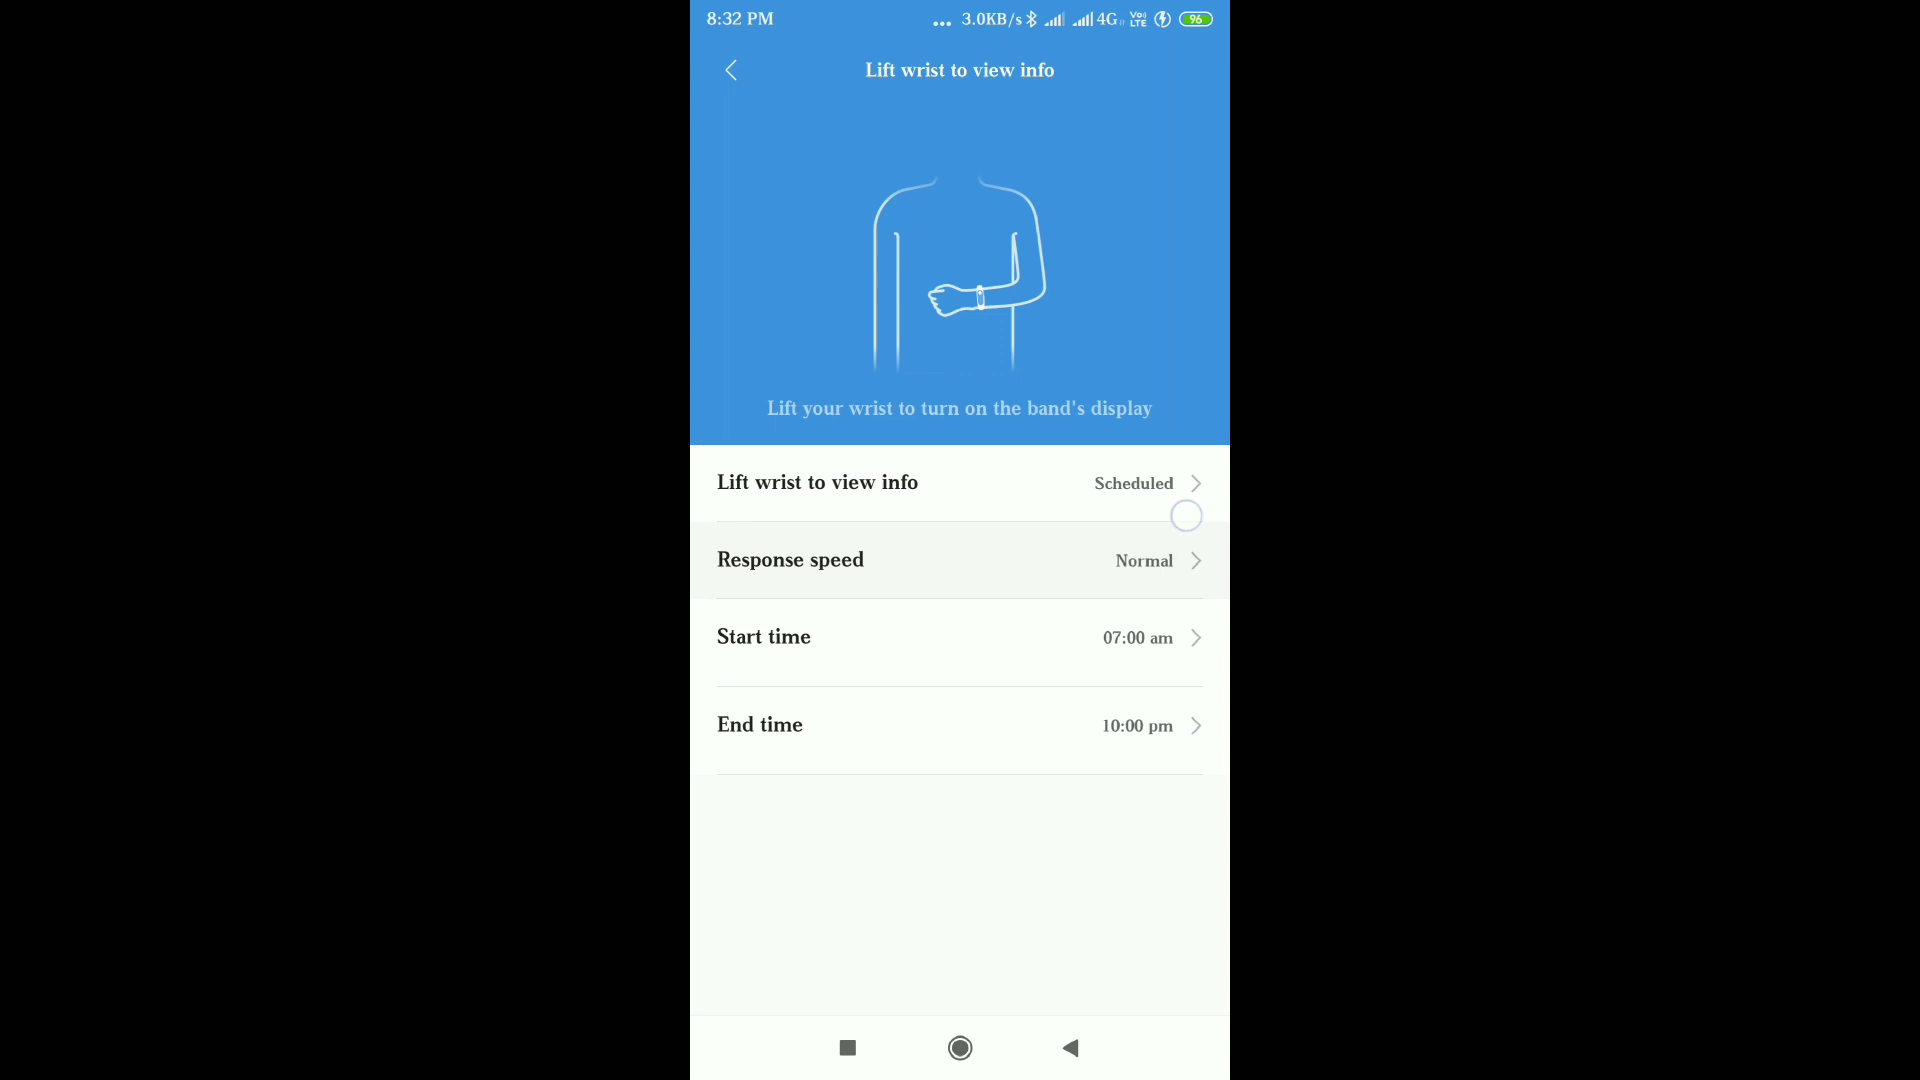 8:32 PM
... 3.0KB/s 4G Vo LTE 96
Lift wrist to view info
Lift your wrist to turn on the band's display
Lift wrist to view info Scheduled
Response speed Normal
Start time 07:00 am
End time 10:00 pm